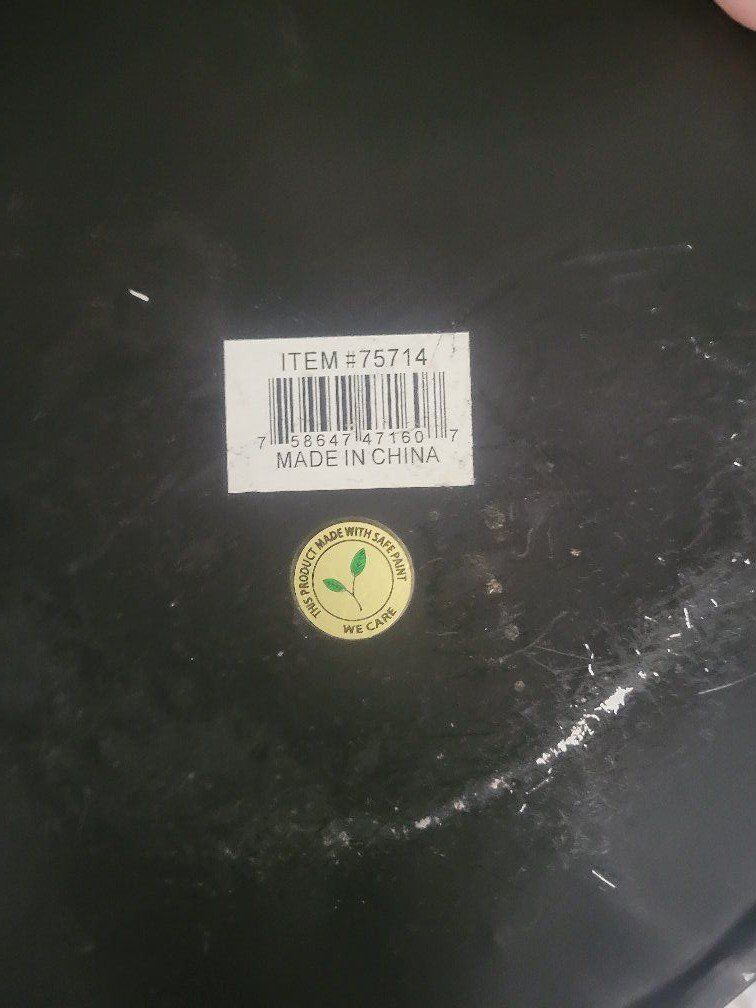 ITEM #75714
7 58647 47160 7
MADE IN CHINA
THIS PRODUCT MADE WITH SAFE PAINT
WE CARE